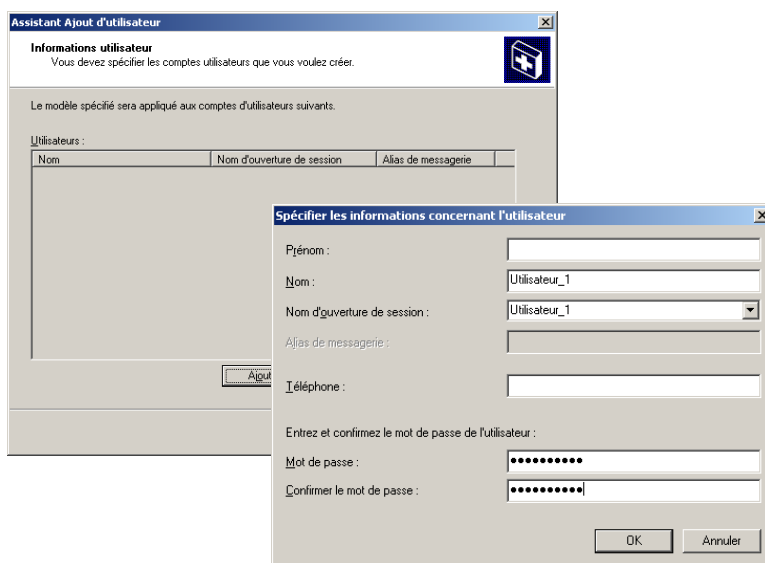 Assistant Ajout d'utilisateur
Informations utilisateur
Vous devez spécifier les comptes utilisateurs que vous voulez créer.
Le modèle spécifié sera appliqué aux comptes d'utilisateurs suivants.
Utilisateurs :
Nom Nom d'ouverture de session Alias de messagerie
Ajout
Spécifier les informations concernant l'utilisateur
Prénom :
Nom : Utilisateur_1
Nom d'ouverture de session : Utilisateur_1
Alias de messagerie :
Téléphone :
Entrez et confirmez le mot de passe de l'utilisateur :
Mot de passe : ●●●●●●●●●●
Confirmer le mot de passe : ●●●●●●●●●●
OK Annuler